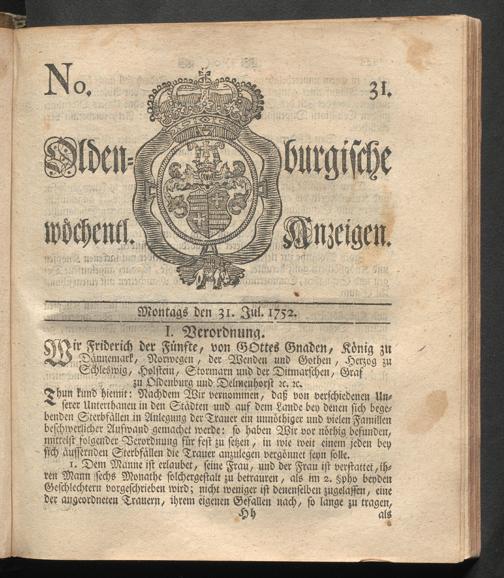 No. 31.
Olden= burgische
wöchentl. Anzeigen.
Montags den 31. Jul. 1752.
I. Verordnung.
Wir Friderich der Fünfte, von GOttes Gnaden, König zu
Dännemark, Norwegen, der Wenden und Gothen, Herzog zu
Schleswig, Holstein, Stormarn und der Ditmarschen, Graf
zu Oldenburg und Delmenhorst ꝛc. ꝛc.
Thun kund hiemit: Nachdem Wir vernommen, daß von verschiedenen Un-
serer Unterthanen in den Städten und auf dem Lande bey denen sich bege-
benden Sterbfällen in Anlegung der Trauer ein unnöthiger und vielen Familien
beschwerlicher Aufwand gemachet werde: so haben Wir vor nöthig befunden,
mittelst folgender Verordnung für fest zu setzen, in wie weit einem jeden bey
sich äussernden Sterbfällen die Trauer anzulegen vergönnet seyn solle.
1. Dem Manne ist erlaubet, seine Frau, und der Frau ist verstattet, ih-
ren Mann sechs Monathe solchergestalt zu betrauren, als im 2. §pho beyden
Geschlechtern vorgeschrieben wird; nicht weniger ist denenselben zugelassen, eine
der angeordneten Trauern, ihrem eigenen Gefallen nach, so lange zu tragen,
Hh als